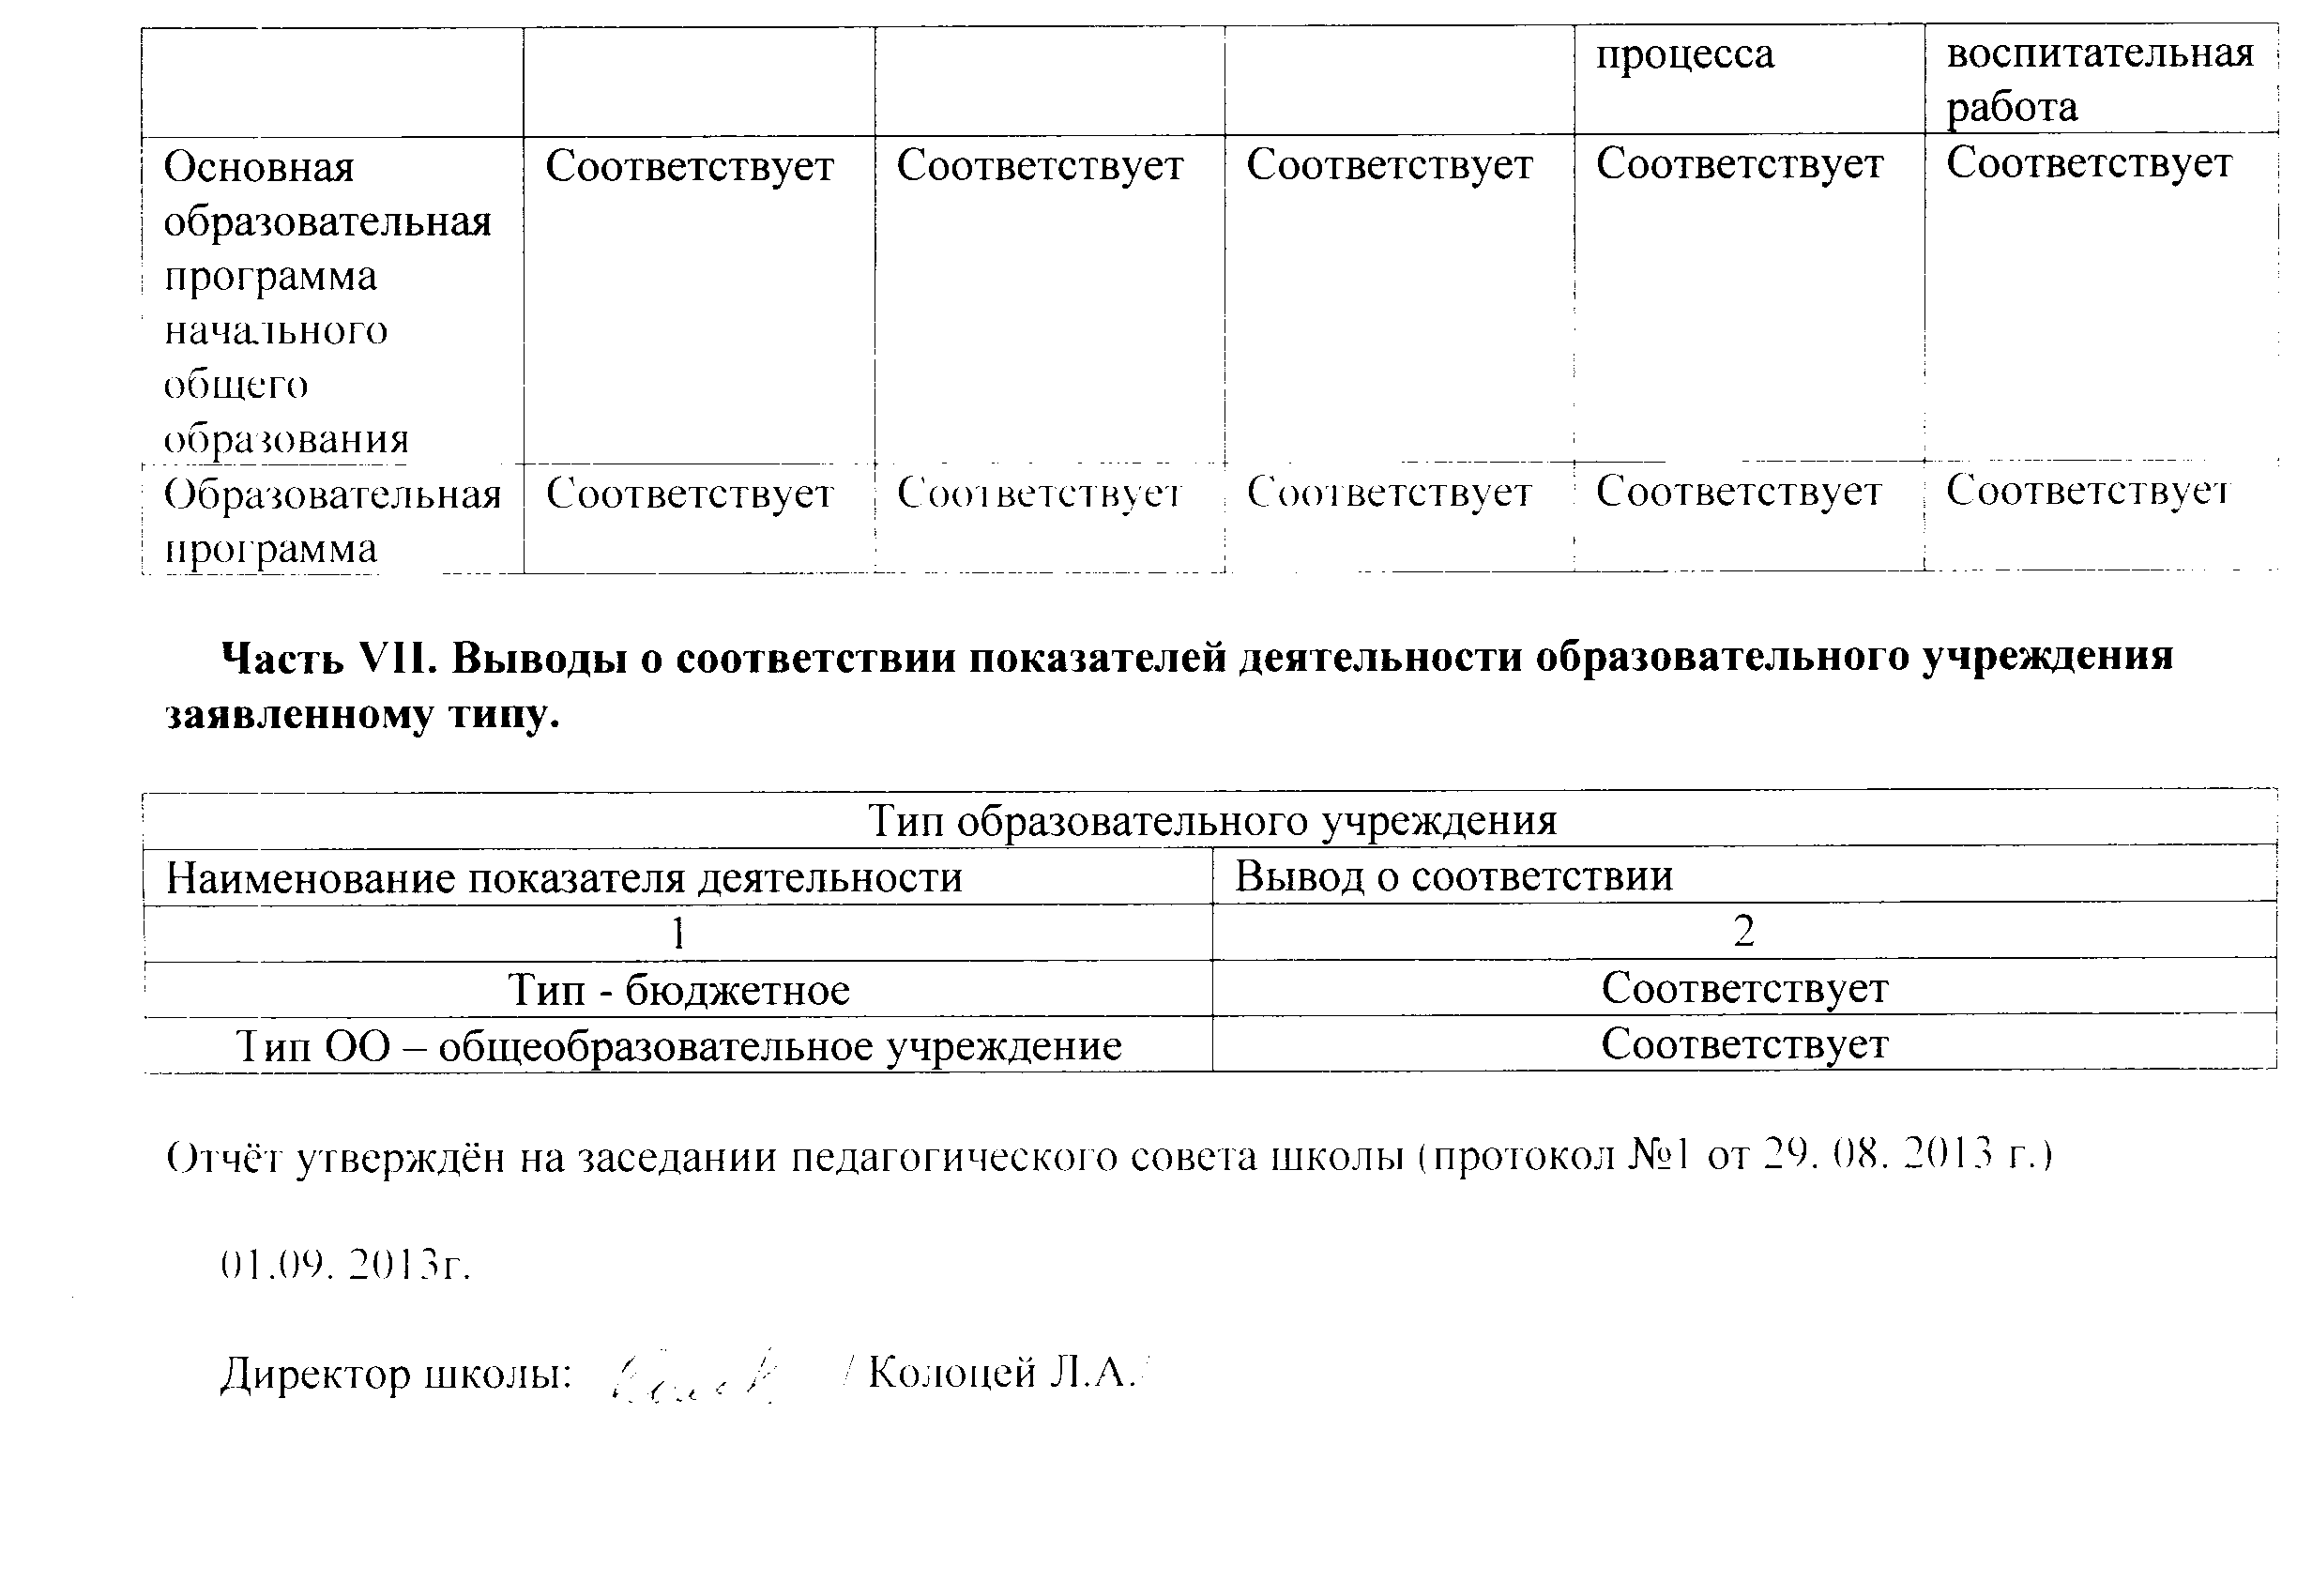 процесса воспитательная
работа
Основная Соответствует Соответствует Соответствует Соответствует Соответствует
образовательная
программа
начального
общего
образования
Образовательная Соответствует Соответствует Соответствует Соответствует Соответствует
программа
Часть VII. Выводы о соответствии показателей деятельности образовательного учреждения
заявленному типу.
Тип образовательного учреждения
Наименование показателя деятельности Вывод о соответствии
1 2
Тип - бюджетное Соответствует
Тип ОО – общеобразовательное учреждение Соответствует
Отчёт утверждён на заседании педагогического совета школы (протокол №1 от 29. 08. 2013 г.)
01.09. 2013г.
Директор школы: / Колоцей Л.А./